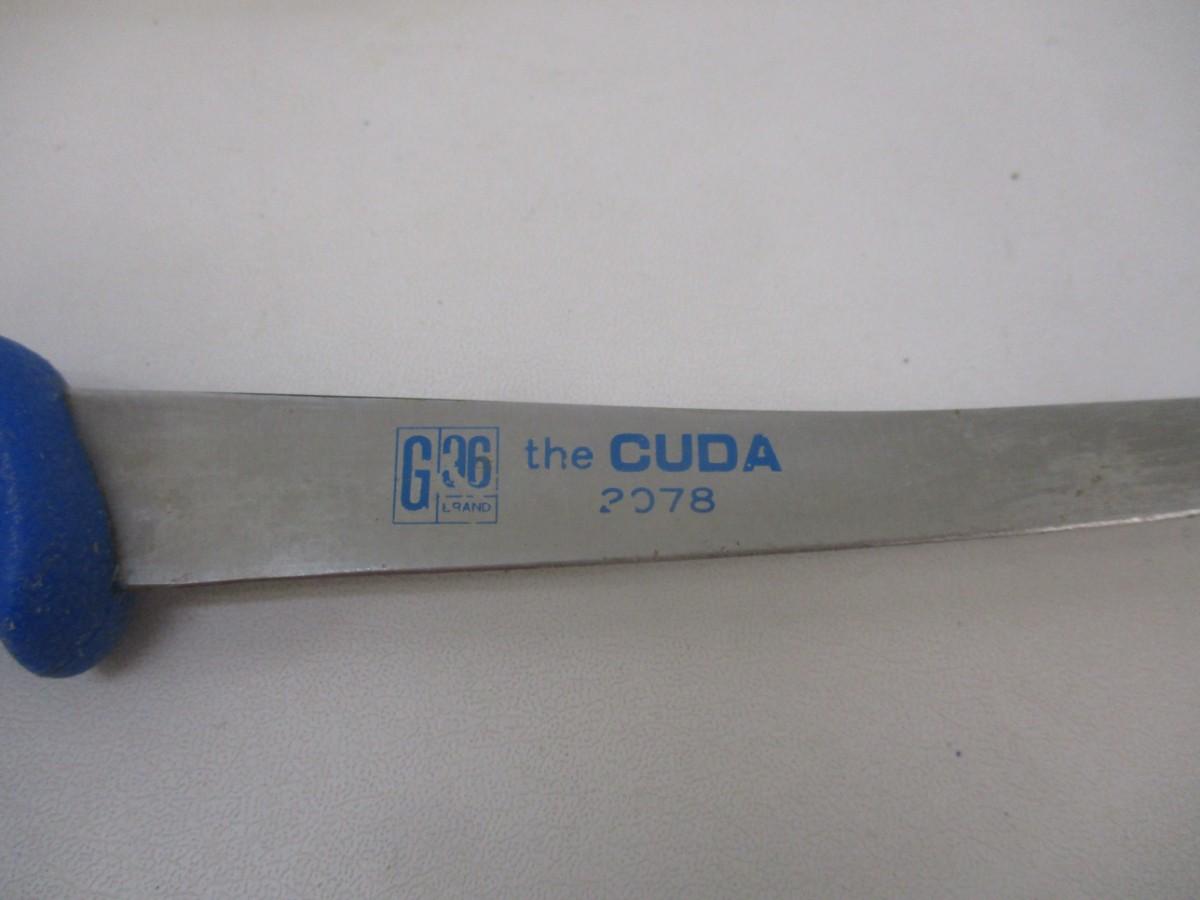 G36 the CUDA
BRAND 2078